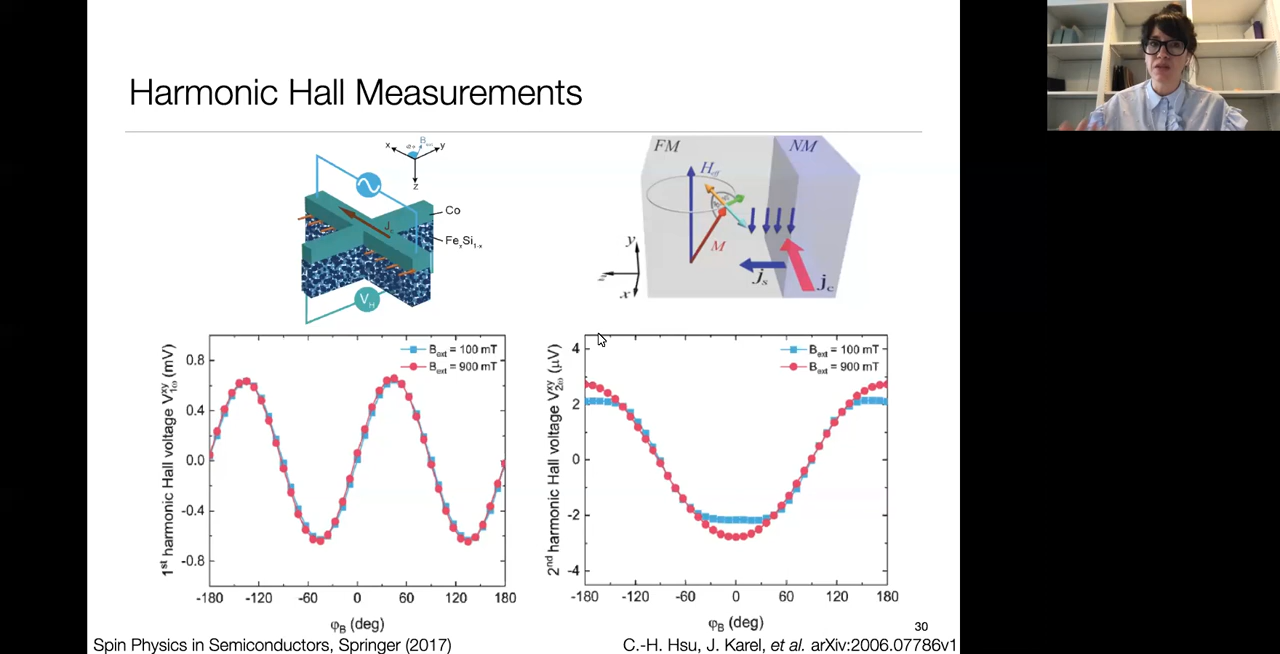 Harmonic Hall Measurements
x
y
z
Co
FeₓSi₁₋ₓ
V_H
FM
NM
H_eff
M
y
z
x
j_s
j_c
1st harmonic Hall voltage V^xy_1ω (mV)
0.8
0.4
0.0
-0.4
-0.8
B_ext = 100 mT
B_ext = 900 mT
-180 -120 -60 0 60 120 180
φ_B (deg)
2nd harmonic Hall voltage V^xy_2ω (μV)
4
2
0
-2
-4
B_ext = 100 mT
B_ext = 900 mT
-180 -120 -60 0 60 120 180
φ_B (deg)
30
Spin Physics in Semiconductors, Springer (2017)
C.-H. Hsu, J. Karel, et al. arXiv:2006.07786v1